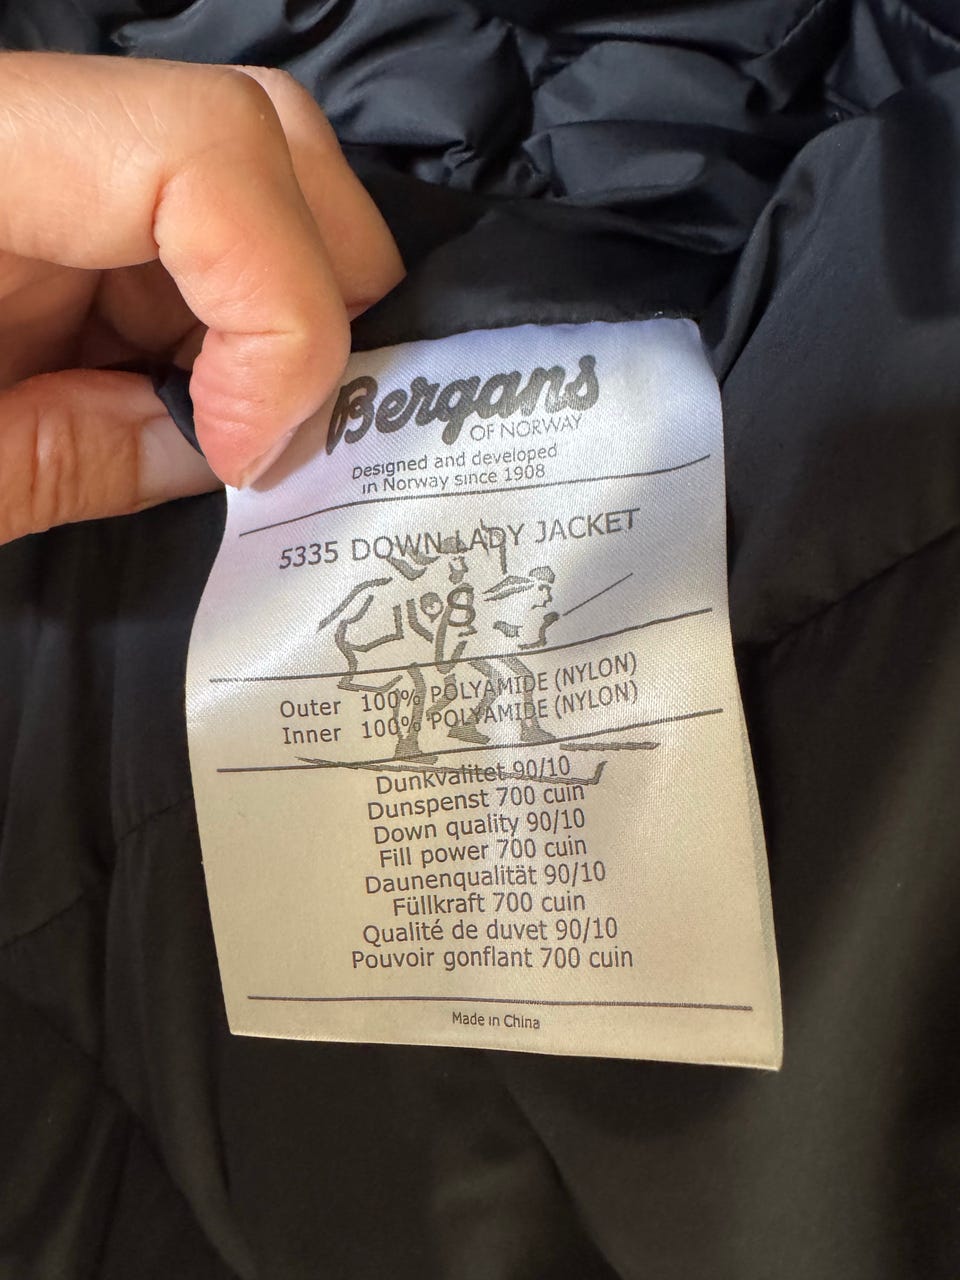 Bergans
OF NORWAY
Designed and developed
in Norway since 1908
5335 DOWN LADY JACKET
Outer 100% POLYAMIDE (NYLON)
Inner 100% POLYAMIDE (NYLON)
Dunkvalitet 90/10
Dunspenst 700 cuin
Down quality 90/10
Fill power 700 cuin
Daunenqualität 90/10
Füllkraft 700 cuin
Qualité de duvet 90/10
Pouvoir gonflant 700 cuin
Made in China